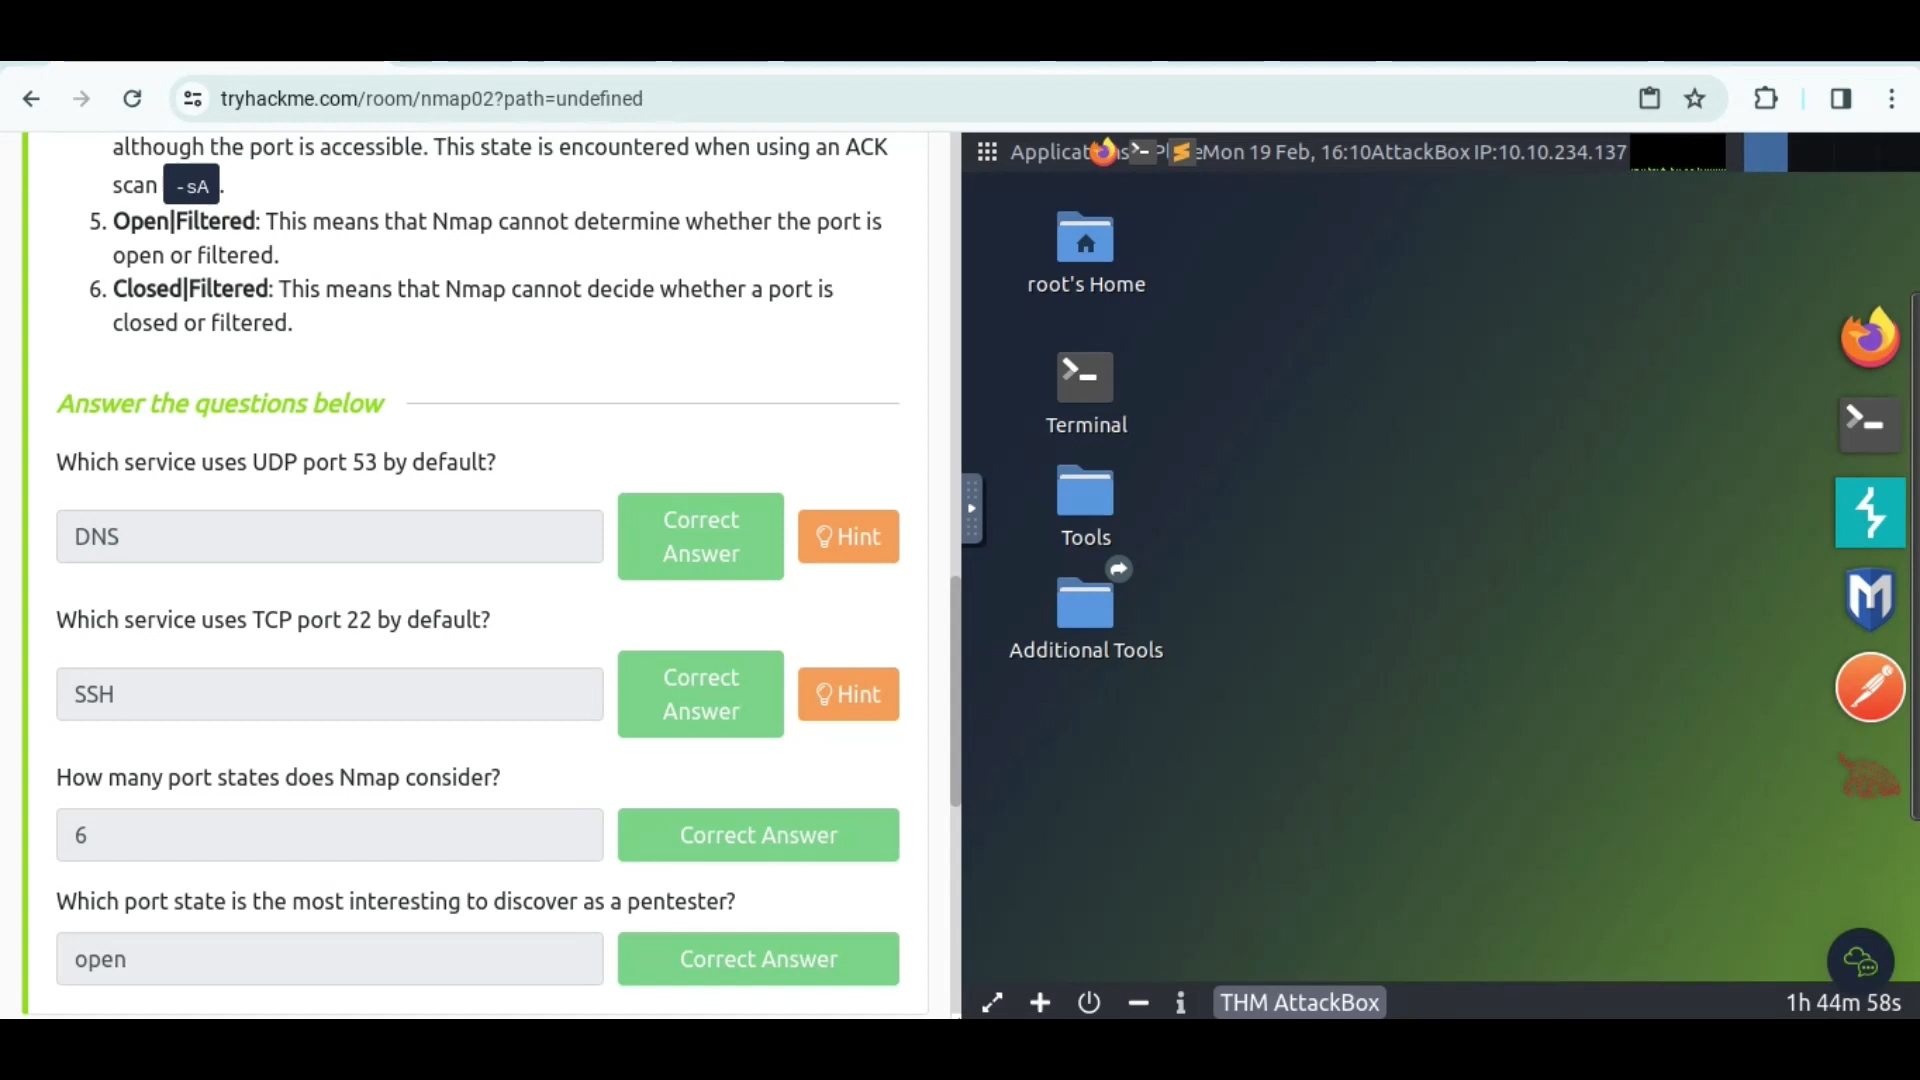 tryhackme.com/room/nmap02?path=undefined
although the port is accessible. This state is encountered when using an ACK
scan -sA .
5. Open|Filtered: This means that Nmap cannot determine whether the port is
open or filtered.
6. Closed|Filtered: This means that Nmap cannot decide whether a port is
closed or filtered.
Answer the questions below
Which service uses UDP port 53 by default?
DNS
Correct
Answer
Hint
Which service uses TCP port 22 by default?
SSH
Correct
Answer
Hint
How many port states does Nmap consider?
6
Correct Answer
Which port state is the most interesting to discover as a pentester?
open
Correct Answer
Mon 19 Feb, 16:10 AttackBox IP:10.10.234.137
root's Home
Terminal
Tools
Additional Tools
THM AttackBox
1h 44m 58s